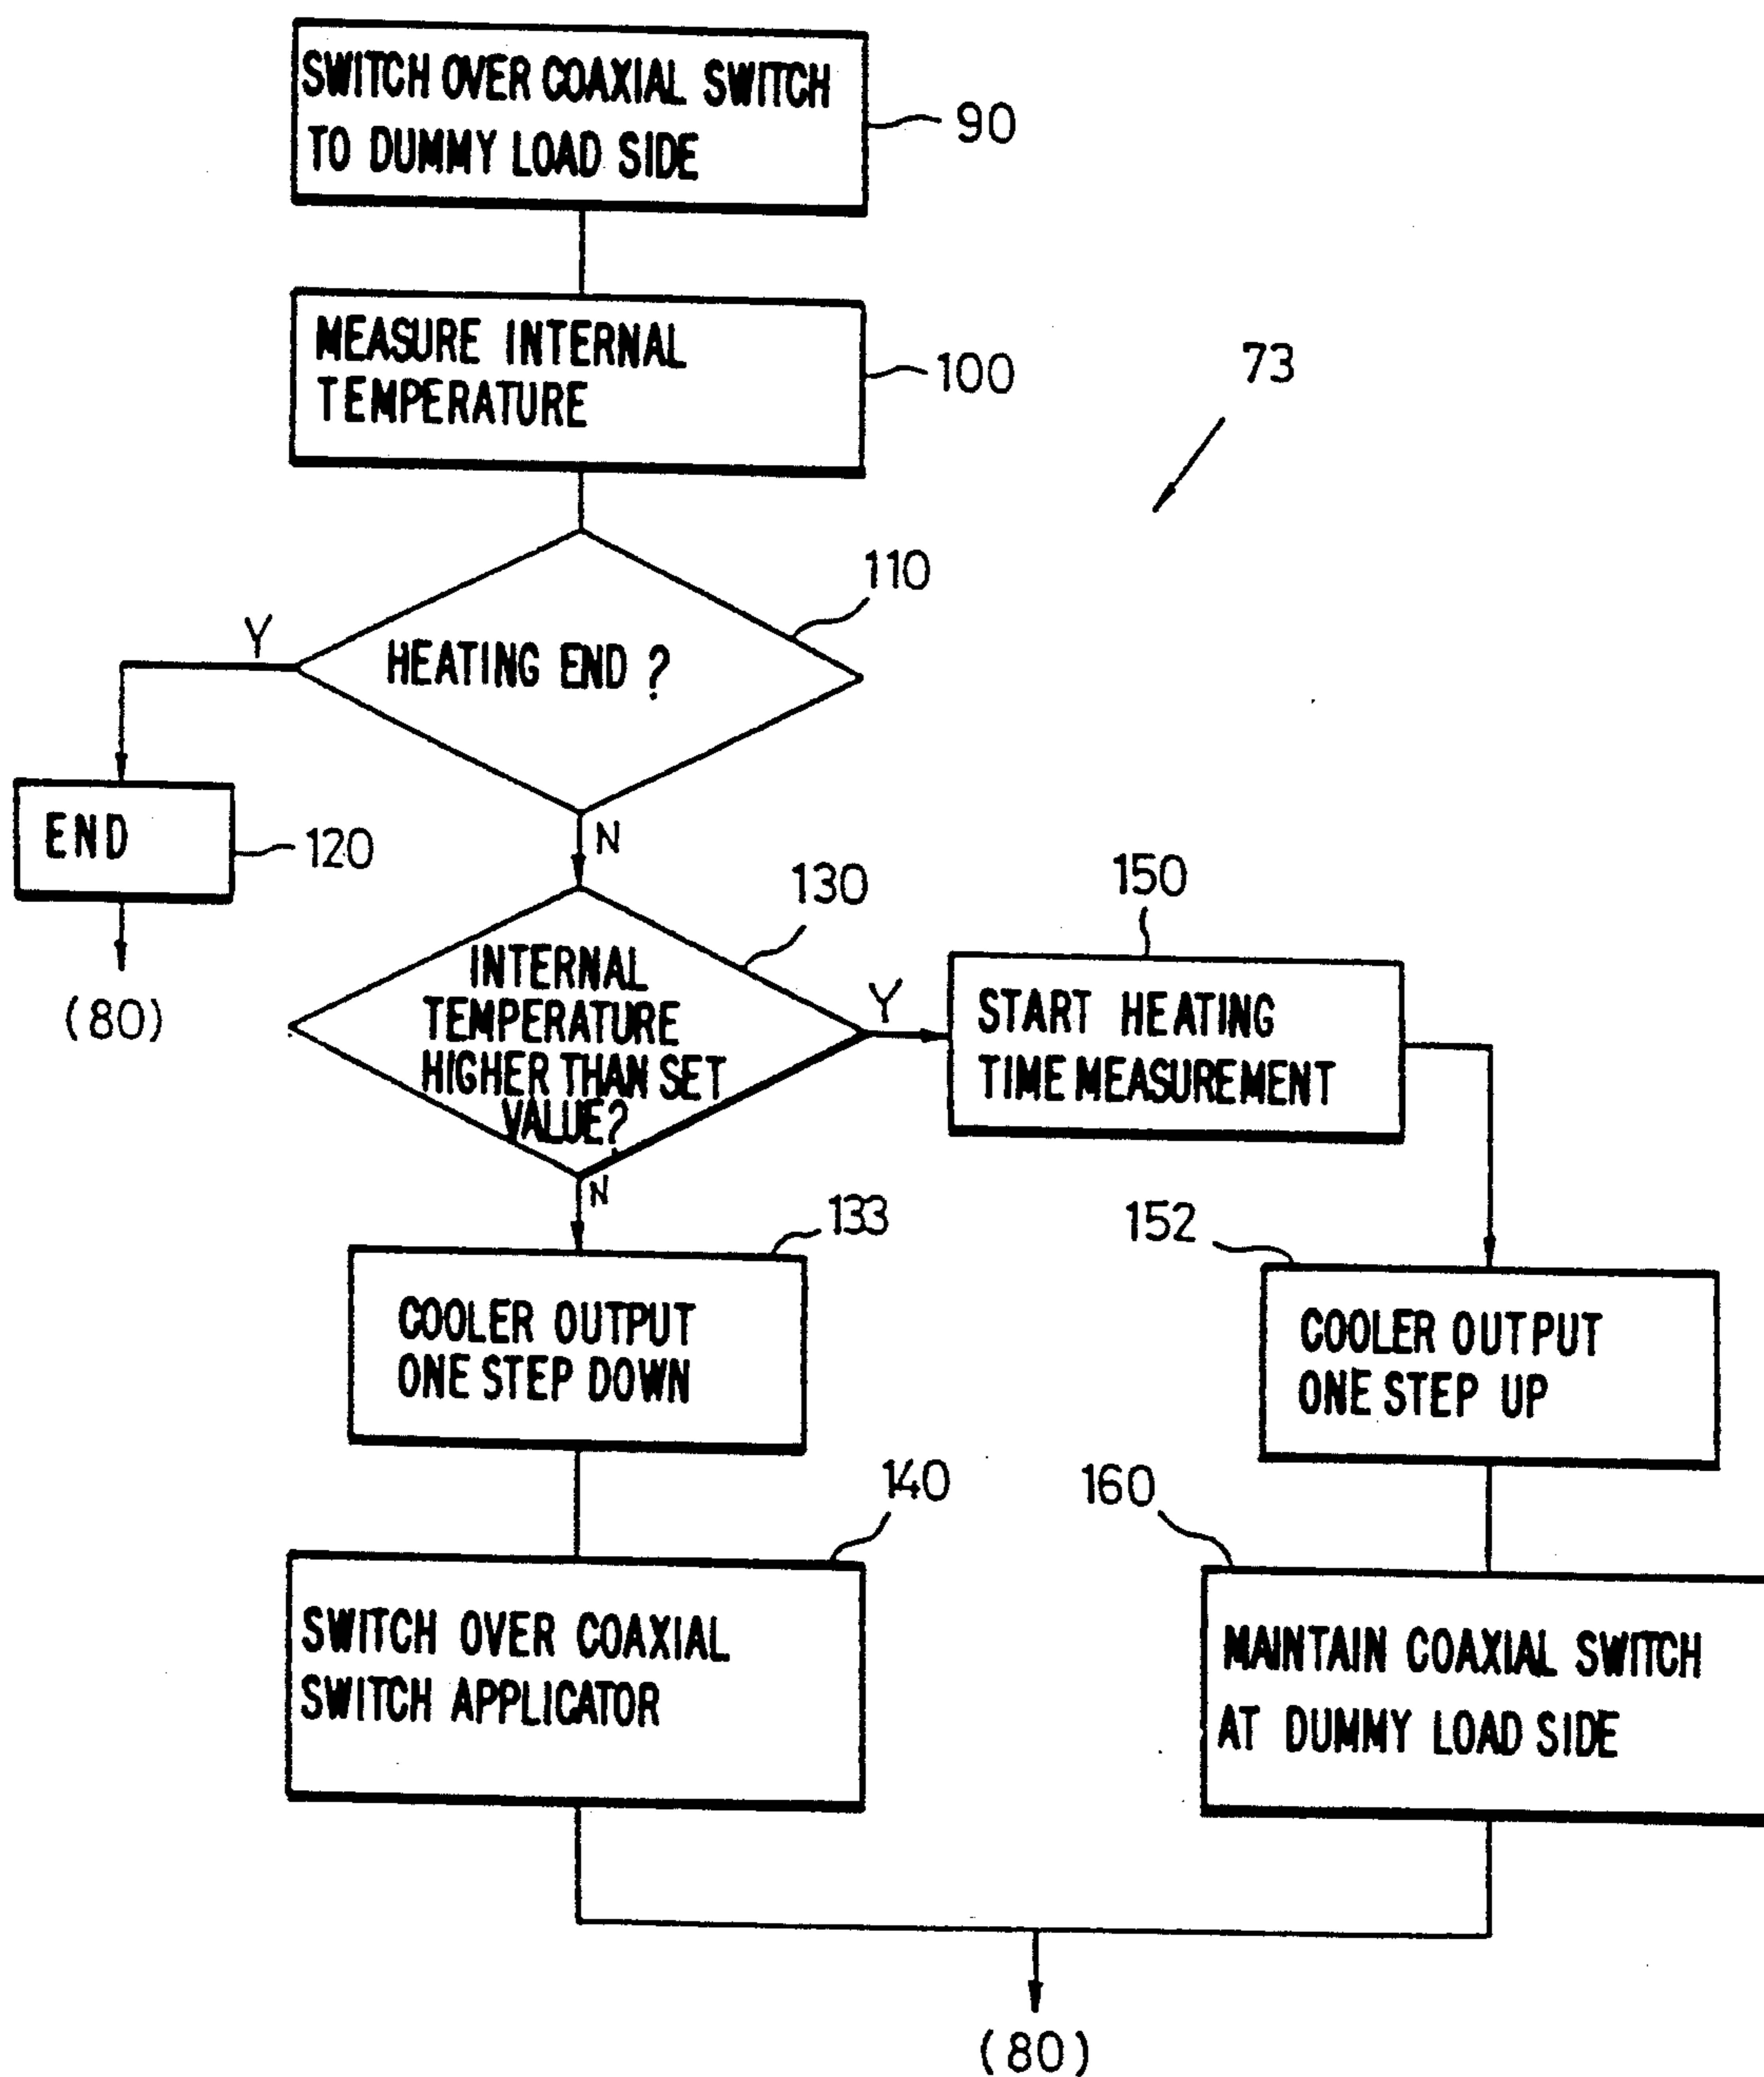 SWITCH OVER COAXIAL SWITCH
TO DUMMY LOAD SIDE
90
MEASURE INTERNAL
TEMPERATURE
100
73
110
Y
HEATING END ?
END
120
N
(80)
130
150
INTERNAL
TEMPERATURE
HIGHER THAN SET
VALUE?
Y
START HEATING
TIME MEASUREMENT
N
133
152
COOLER OUTPUT
ONE STEP DOWN
COOLER OUTPUT
ONE STEP UP
140
160
SWITCH OVER COAXIAL
SWITCH APPLICATOR
MAINTAIN COAXIAL SWITCH
AT DUMMY LOAD SIDE
(80)